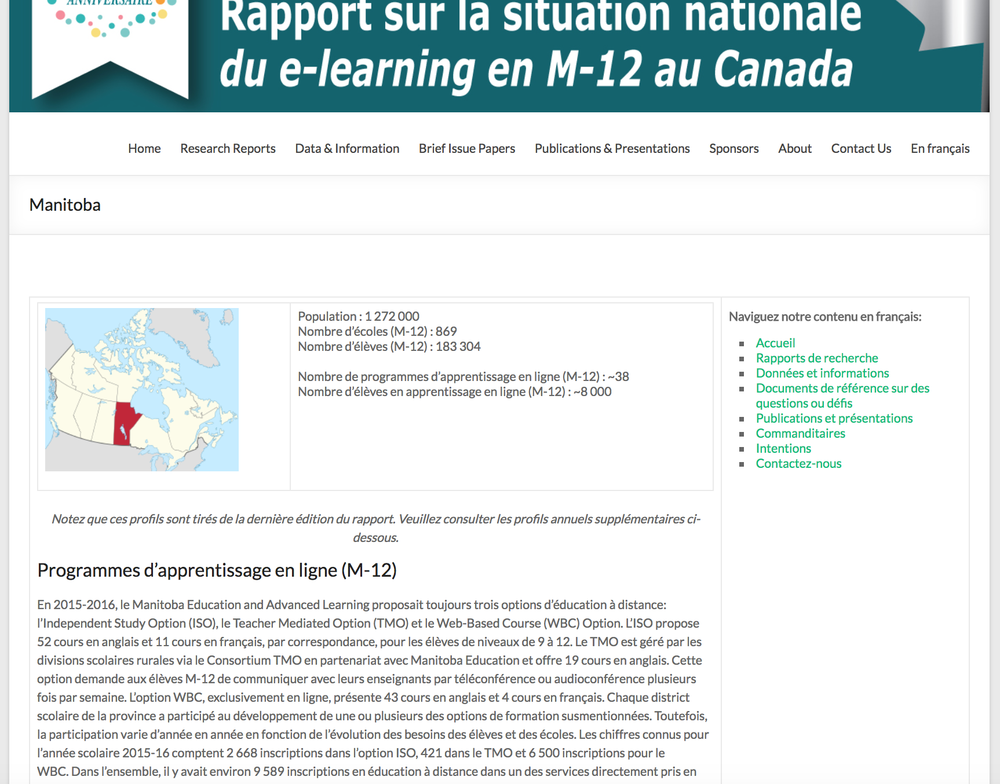 ANNIVERSAIRE
Rapport sur la situation nationale
du e-learning en M-12 au Canada
Home Research Reports Data & Information Brief Issue Papers Publications & Presentations Sponsors About Contact Us En français
Manitoba
Population : 1 272 000
Nombre d’écoles (M-12) : 869
Nombre d’élèves (M-12) : 183 304
Nombre de programmes d’apprentissage en ligne (M-12) : ~38
Nombre d’élèves en apprentissage en ligne (M-12) : ~8 000
Notez que ces profils sont tirés de la dernière édition du rapport. Veuillez consulter les profils annuels supplémentaires ci-
dessous.
Programmes d’apprentissage en ligne (M-12)
En 2015-2016, le Manitoba Education and Advanced Learning proposait toujours trois options d’éducation à distance:
l’Independent Study Option (ISO), le Teacher Mediated Option (TMO) et le Web-Based Course (WBC) Option. L’ISO propose
52 cours en anglais et 11 cours en français, par correspondance, pour les élèves de niveaux de 9 à 12. Le TMO est géré par les
divisions scolaires rurales via le Consortium TMO en partenariat avec Manitoba Education et offre 19 cours en anglais. Cette
option demande aux élèves M-12 de communiquer avec leurs enseignants par téléconférence ou audioconférence plusieurs
fois par semaine. L’option WBC, exclusivement en ligne, présente 43 cours en anglais et 4 cours en français. Chaque district
scolaire de la province a participé au développement de une ou plusieurs des options de formation susmentionnées. Toutefois,
la participation varie d’année en année en fonction de l’évolution des besoins des élèves et des écoles. Les chiffres connus pour
l’année scolaire 2015-16 comptent 2 668 inscriptions dans l’option ISO, 421 dans le TMO et 6 500 inscriptions pour le
WBC. Dans l’ensemble, il y avait environ 9 589 inscriptions en éducation à distance dans un des services directement pris en
Naviguez notre contenu en français:
Accueil
Rapports de recherche
Données et informations
Documents de référence sur des
questions ou défis
Publications et présentations
Commanditaires
Intentions
Contactez-nous